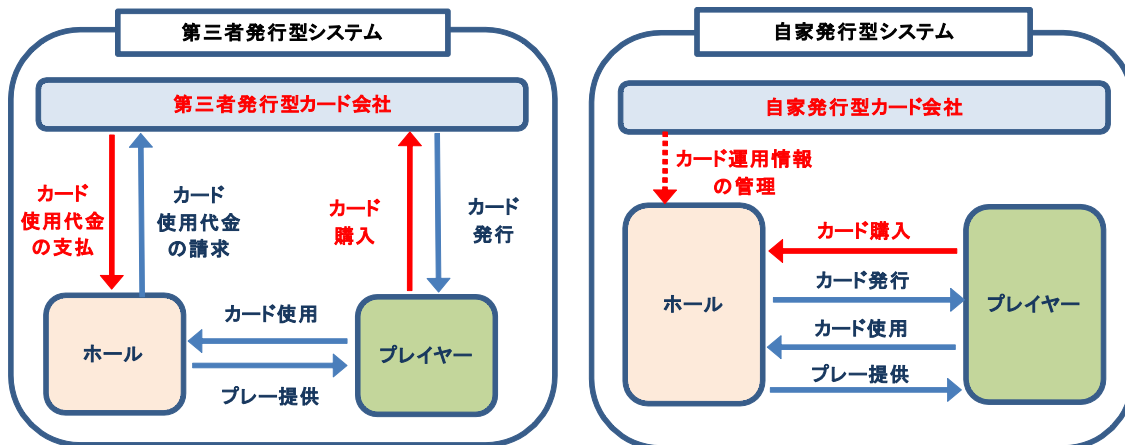 第三者発行型システム
第三者発行型カード会社
カード
使用代金
の支払
カード
使用代金
の請求
カード
購入
カード
発行
ホール
カード使用
プレー提供
プレイヤー
自家発行型システム
自家発行型カード会社
カード運用情報
の管理
ホール
カード購入
カード発行
カード使用
プレー提供
プレイヤー